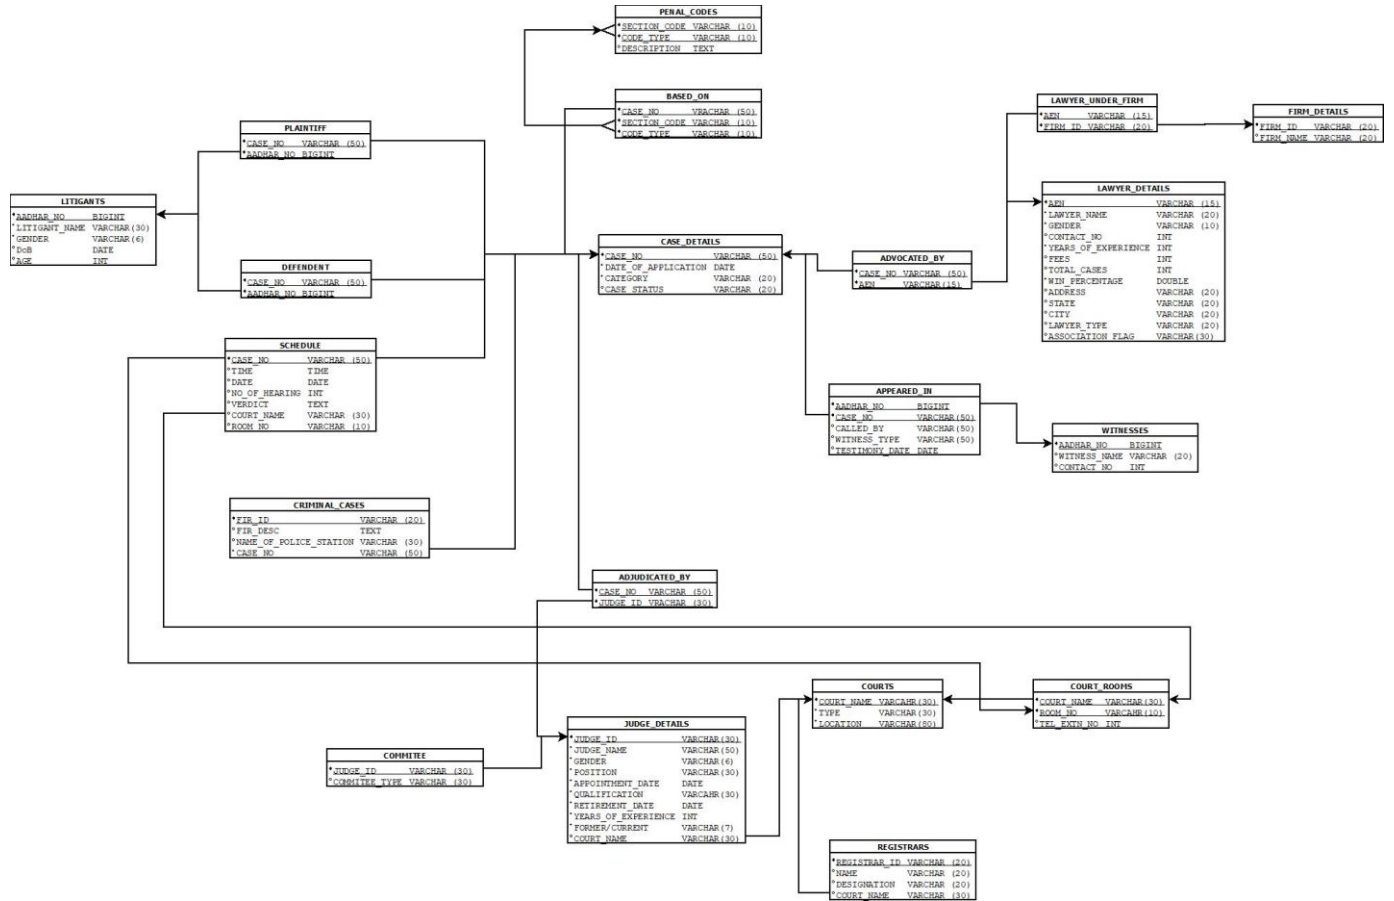 PENAL_CODES
*SECTION_CODE VARCHAR (10)
*CODE_TYPE VARCHAR (10)
°DESCRIPTION TEXT
BASED_ON
*CASE_NO VRACHAR (50)
*SECTION_CODE VARCHAR (10)
*CODE_TYPE VARCHAR (10)
LAWYER_UNDER_FIRM
*AEN VARCHAR (15)
*FIRM_ID VARCHAR (20)
FIRM_DETAILS
*FIRM_ID VARCHAR (20)
°FIRM_NAME VARCHAR (20)
PLAINTIFF
*CASE_NO VARCHAR (50)
*AADHAR_NO BIGINT
LITIGANTS
*AADHAR_NO BIGINT
*LITIGANT_NAME VARCHAR(30)
*GENDER VARCHAR(6)
°DoB DATE
°AGE INT
LAWYER_DETAILS
*AEN VARCHAR (15)
*LAWYER_NAME VARCHAR (20)
*GENDER VARCHAR (10)
°CONTACT_NO INT
*YEARS_OF_EXPERIENCE INT
°FEES INT
°TOTAL_CASES INT
°WIN_PERCENTAGE DOUBLE
°ADDRESS VARCHAR (20)
°STATE VARCHAR (20)
°CITY VARCHAR (20)
°LAWYER_TYPE VARCHAR (20)
°ASSOCIATION_FLAG VARCHAR(30)
CASE_DETAILS
*CASE_NO VARCHAR (50)
*DATE_OF_APPLICATION DATE
*CATEGORY VARCHAR (20)
*CASE_STATUS VARCHAR (20)
ADVOCATED_BY
*CASE_NO VARCHAR (50)
*AEN VARCHAR(15)
DEFENDENT
*CASE_NO VARCHAR (50)
*AADHAR_NO BIGINT
SCHEDULE
*CASE_NO VARCHAR (50)
°TIME TIME
°DATE DATE
°NO_OF_HEARING INT
°VERDICT TEXT
°COURT_NAME VARCHAR (30)
°ROOM_NO VARCHAR (10)
APPEARED_IN
*AADHAR_NO BIGINT
*CASE_NO VARCHAR(50)
°CALLED_BY VARCHAR(50)
°WITNESS_TYPE VARCHAR(50)
°TESTIMONY_DATE DATE
WITNESSES
*AADHAR_NO BIGINT
°WITNESS_NAME VARCHAR (20)
°CONTACT_NO INT
CRIMINAL_CASES
*FIR_ID VARCHAR (20)
°FIR_DESC TEXT
°NAME_OF_POLICE_STATION VARCHAR (30)
*CASE_NO VARCHAR (50)
ADJUDICATED_BY
*CASE_NO VARCHAR (50)
*JUDGE_ID VRACHAR (30)
COURTS
*COURT_NAME VARCAHR(30)
*TYPE VARCHAR(30)
*LOCATION VARCHAR(80)
COURT_ROOMS
*COURT_NAME VARCHAR(30)
*ROOM_NO VARCAHR(10)
°TEL_EXTN_NO INT
JUDGE_DETAILS
*JUDGE_ID VARCHAR(30)
*JUDGE_NAME VARCHAR(50)
*GENDER VARCHAR(6)
*POSITION VARCHAR(30)
*APPOINTMENT_DATE DATE
*QUALIFICATION VARCAHR(30)
*RETIREMENT_DATE DATE
*YEARS_OF_EXPERIENCE INT
*FORMER/CURRENT VARCHAR(7)
°COURT_NAME VARCHAR(30)
COMMITEE
*JUDGE_ID VARCHAR (30)
°COMMITEE_TYPE VARCHAR (30)
REGISTRARS
*REGISTRAR_ID VARCHAR (20)
°NAME VARCHAR (20)
°DESIGNATION VARCHAR (20)
°COURT_NAME VARCHAR (30)